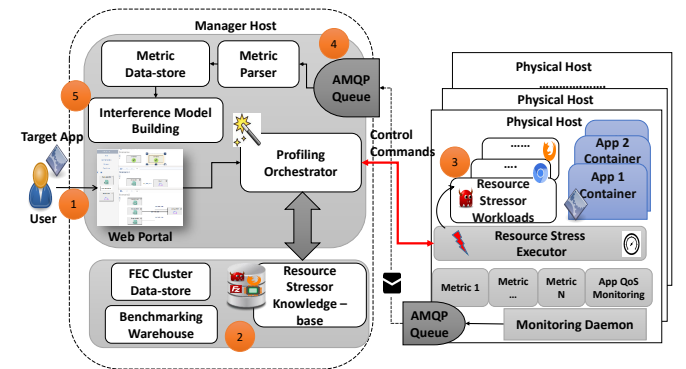 Manager Host
4
Metric
Data-store
Metric
Parser
AMQP
Queue
5
Interference Model
Building
Target App
User
1
Web Portal
Profiling
Orchestrator
Control
Commands
FEC Cluster
Data-store
Benchmarking
Warehouse
2
Resource
Stressor
Knowledge –
base
Physical Host
....................
Physical Host
Physical Host
3
......
....
Resource
Stressor
Workloads
App 2
Container
App 1
Container
Resource Stress
Executor
Metric 1
Metric
...
Metric
N
App QoS
Monitoring
AMQP
Queue
Monitoring Daemon